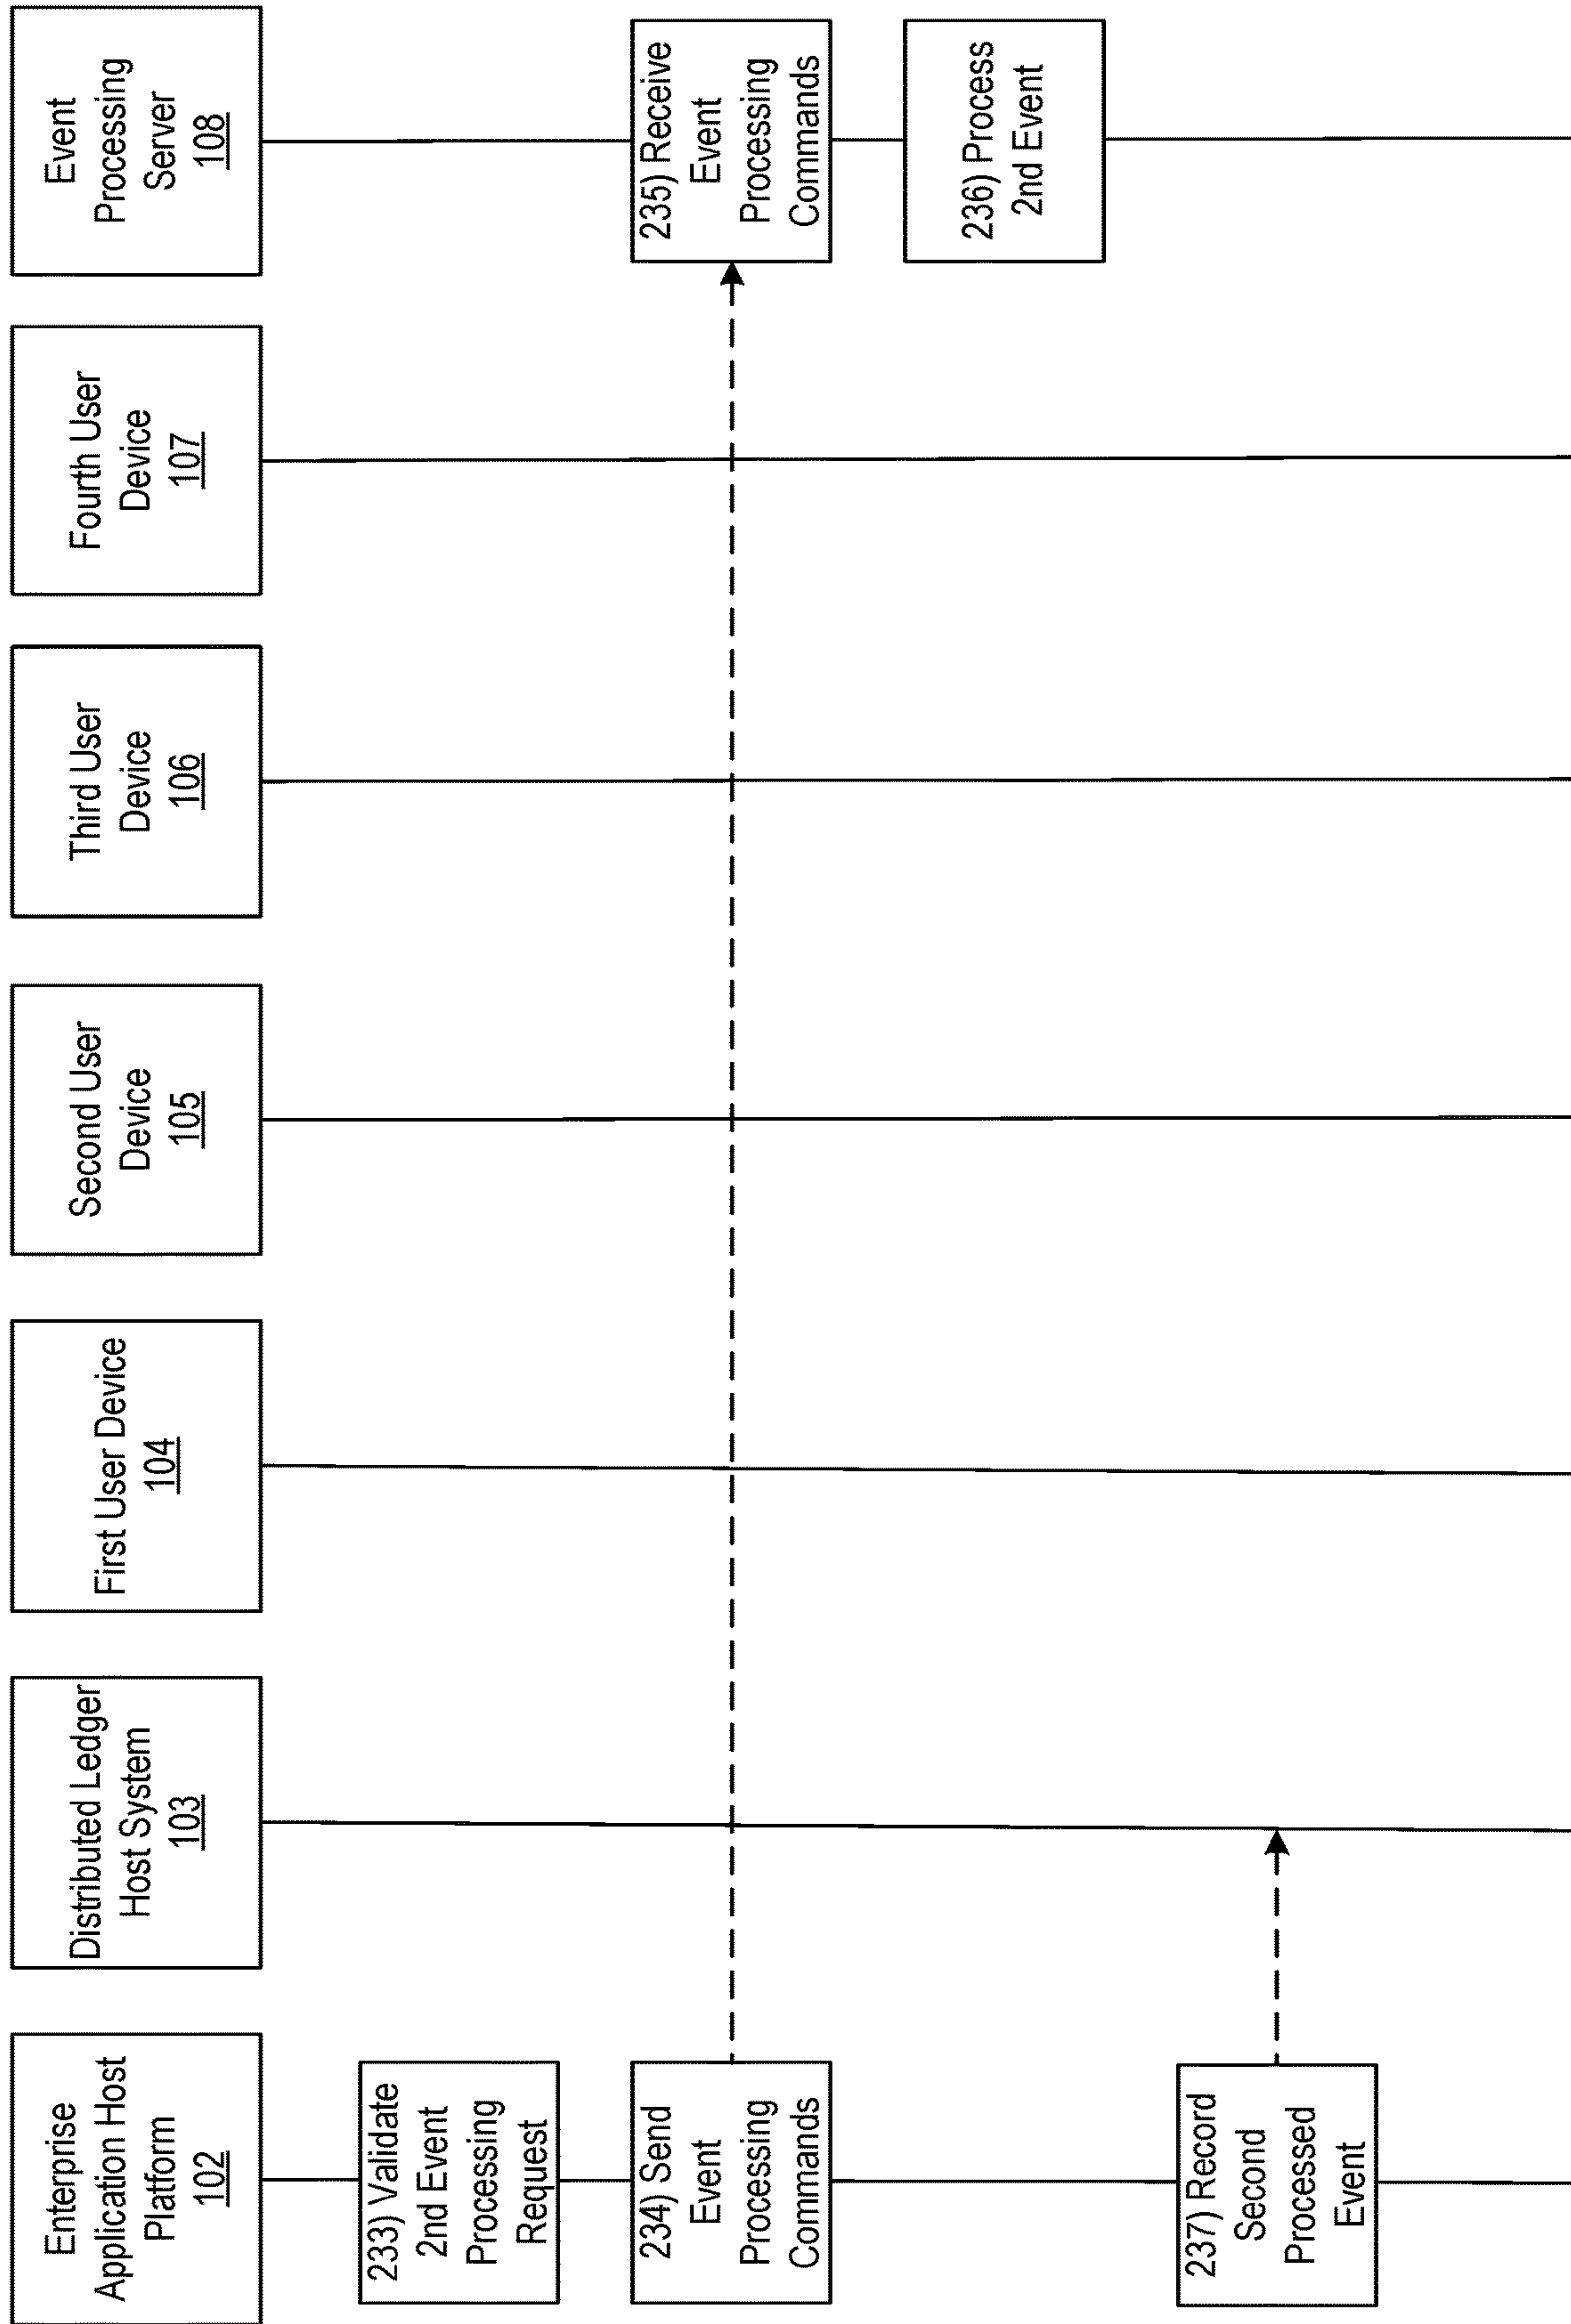 Enterprise
Application Host
Platform
102
Distributed Ledger
Host System
103
First User Device
104
Second User
Device
105
Third User
Device
106
Fourth User
Device
107
Event
Processing
Server
108
233) Validate
2nd Event
Processing
Request
234) Send
Event
Processing
Commands
235) Receive
Event
Processing
Commands
236) Process
2nd Event
237) Record
Second
Processed
Event